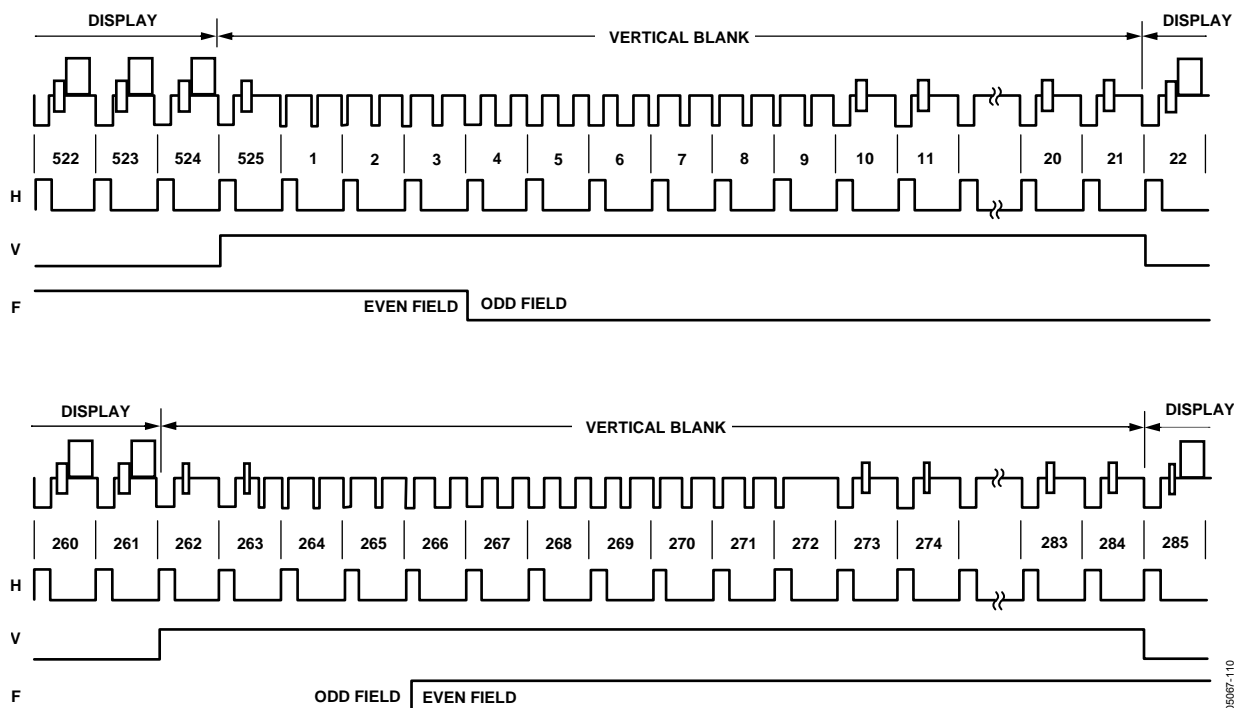 DISPLAY
VERTICAL BLANK
DISPLAY
522 523 524 525 1 2 3 4 5 6 7 8 9 10 11 20 21 22
H
V
F
EVEN FIELD ODD FIELD
DISPLAY
VERTICAL BLANK
DISPLAY
260 261 262 263 264 265 266 267 268 269 270 271 272 273 274 283 284 285
H
V
F
ODD FIELD EVEN FIELD
05067-110